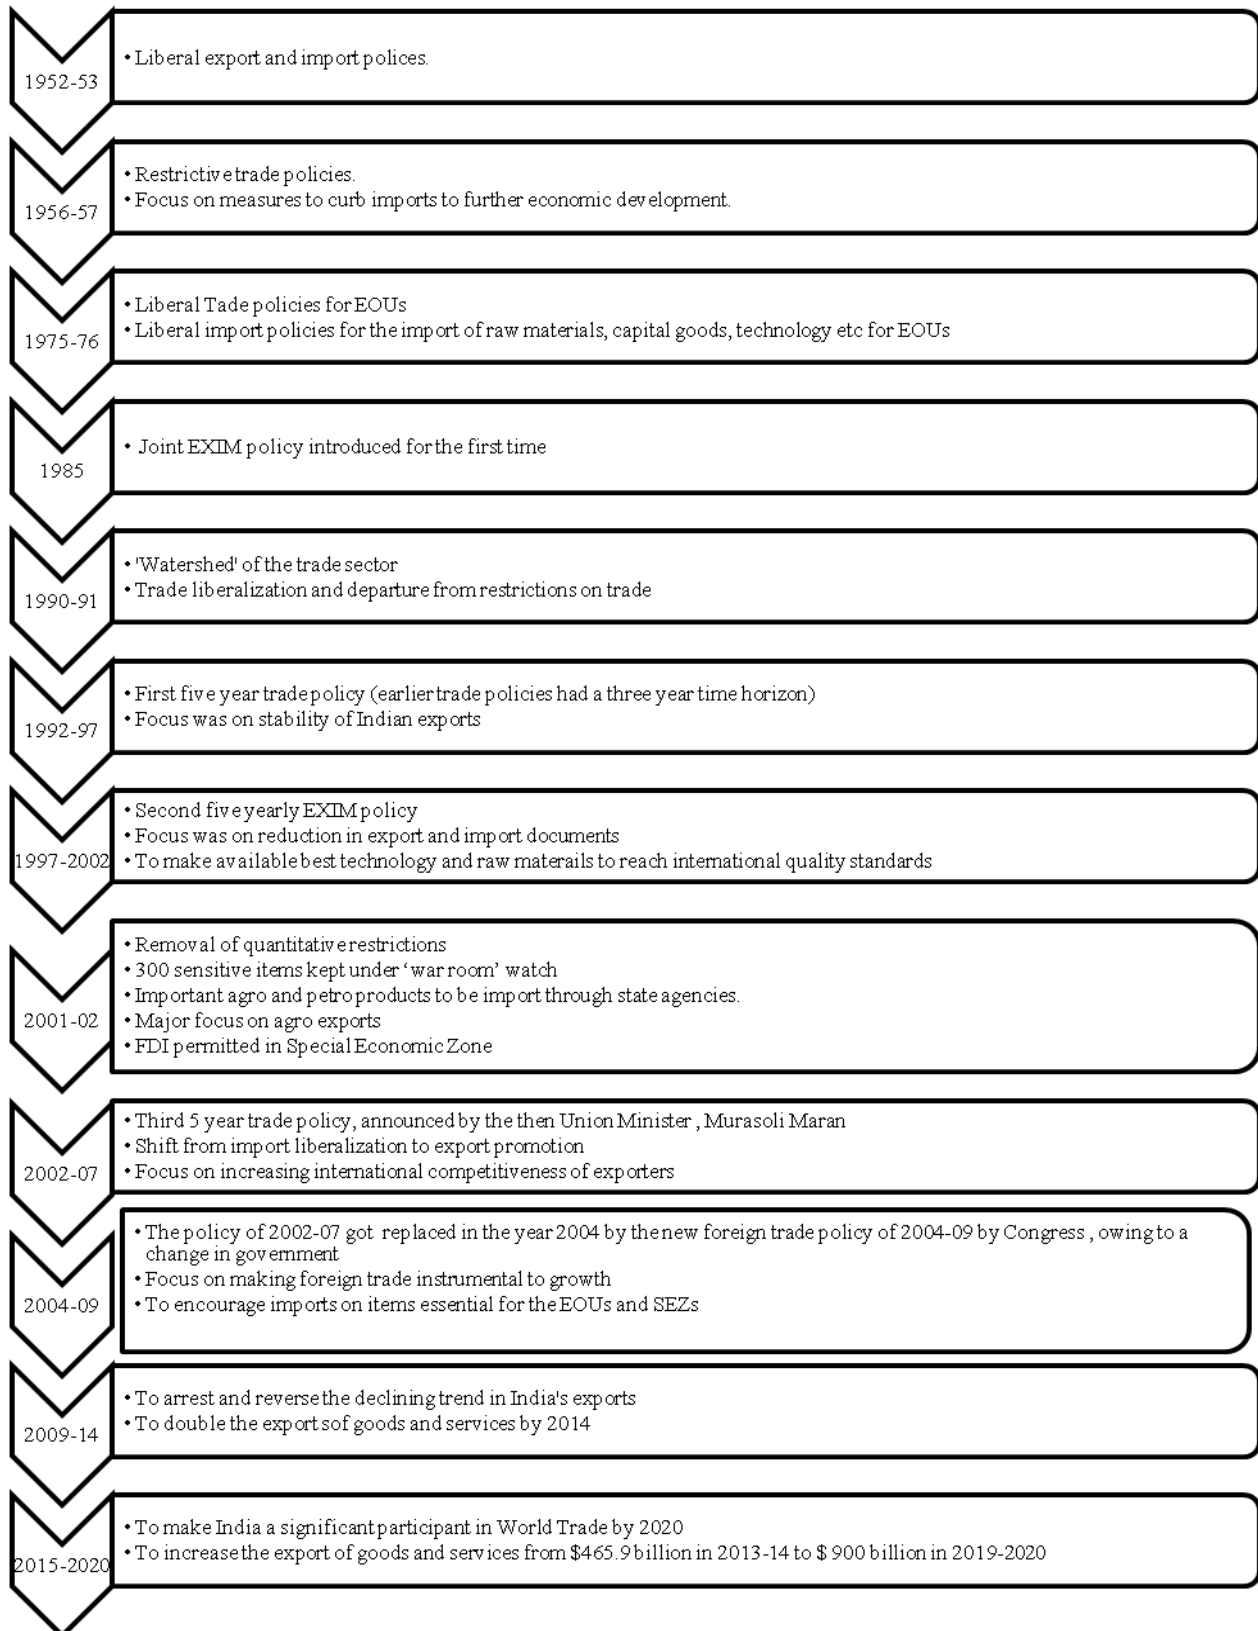 1952-53
• Liberal export and import polices.
1956-57
• Restrictive trade policies.
• Focus on measures to curb imports to further economic development.
1975-76
• Liberal Tade policies for EOUs
• Liberal import policies for the import of raw materials, capital goods, technology etc for EOUs
1985
• Joint EXIM policy introduced for the first time
1990-91
• 'Watershed' of the trade sector
• Trade liberalization and departure from restrictions on trade
1992-97
• First five year trade policy (earlier trade policies had a three year time horizon)
• Focus was on stability of Indian exports
1997-2002
• Second five yearly EXIM policy
• Focus was on reduction in export and import documents
• To make available best technology and raw materails to reach international quality standards
2001-02
• Removal of quantitative restrictions
• 300 sensitive items kept under ‘war room’ watch
• Important agro and petro products to be import through state agencies.
• Major focus on agro exports
• FDI permitted in Special Economic Zone
2002-07
• Third 5 year trade policy, announced by the then Union Minister , Murasoli Maran
• Shift from import liberalization to export promotion
• Focus on increasing international competitiveness of exporters
2004-09
• The policy of 2002-07 got replaced in the year 2004 by the new foreign trade policy of 2004-09 by Congress , owing to a
change in government
• Focus on making foreign trade instrumental to growth
• To encourage imports on items essential for the EOUs and SEZs
2009-14
• To arrest and reverse the declining trend in India's exports
• To double the export sof goods and services by 2014
2015-2020
• To make India a significant participant in World Trade by 2020
• To increase the export of goods and services from $465.9 billion in 2013-14 to $ 900 billion in 2019-2020